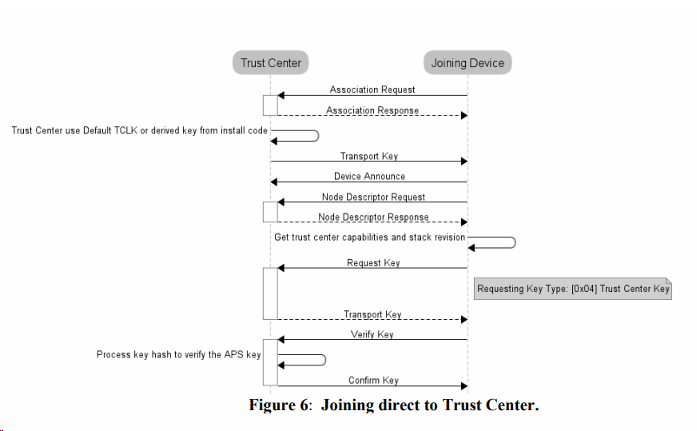 Trust Center
Joining Device
Association Request
Association Response
Trust Center use Default TCLK or derived key from install code
Transport Key
Device Announce
Node Descriptor Request
Node Descriptor Response
Get trust center capabilities and stack revision
Request Key
Requesting Key Type: [0x04] Trust Center Key
Transport Key
Verify Key
Process key hash to verify the APS key
Confirm Key
Figure 6: Joining direct to Trust Center.